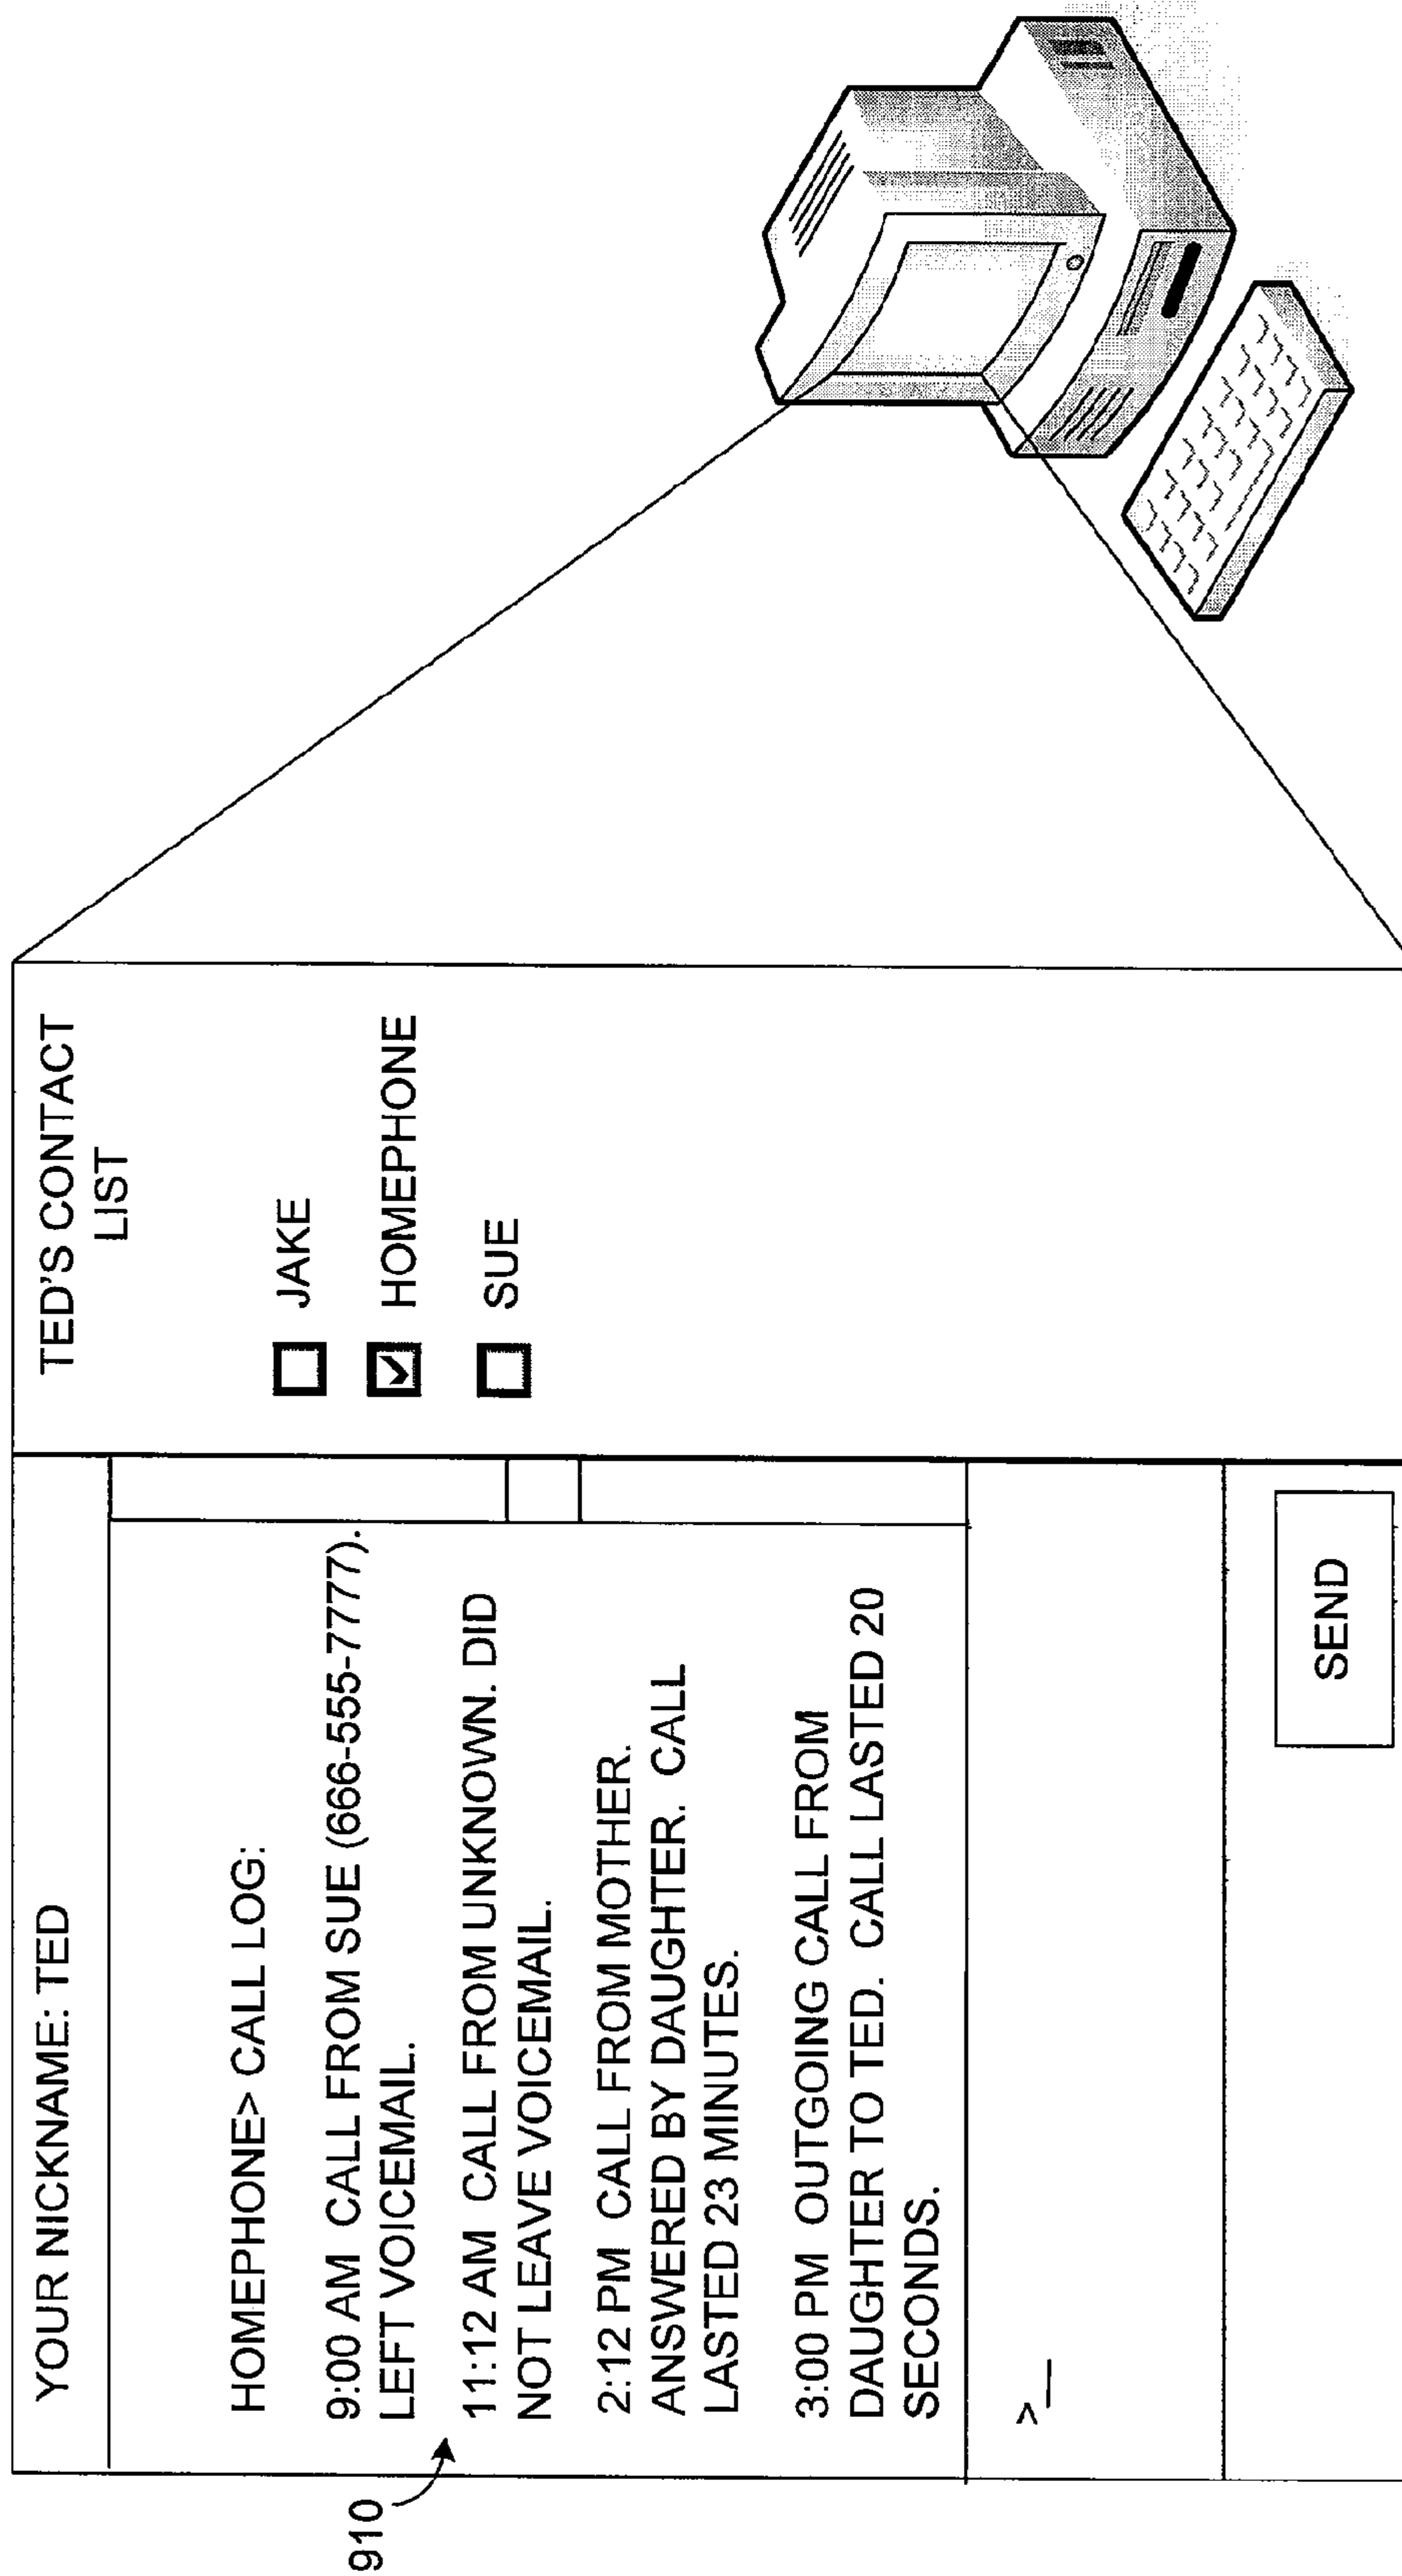 YOUR NICKNAME: TED
HOMEPHONE> CALL LOG:
9:00 AM CALL FROM SUE (666-555-7777).
LEFT VOICEMAIL.
11:12 AM CALL FROM UNKNOWN. DID
NOT LEAVE VOICEMAIL.
2:12 PM CALL FROM MOTHER.
ANSWERED BY DAUGHTER. CALL
LASTED 23 MINUTES.
3:00 PM OUTGOING CALL FROM
DAUGHTER TO TED. CALL LASTED 20
SECONDS.
>_
SEND
TED'S CONTACT
LIST
JAKE
HOMEPHONE
SUE
910